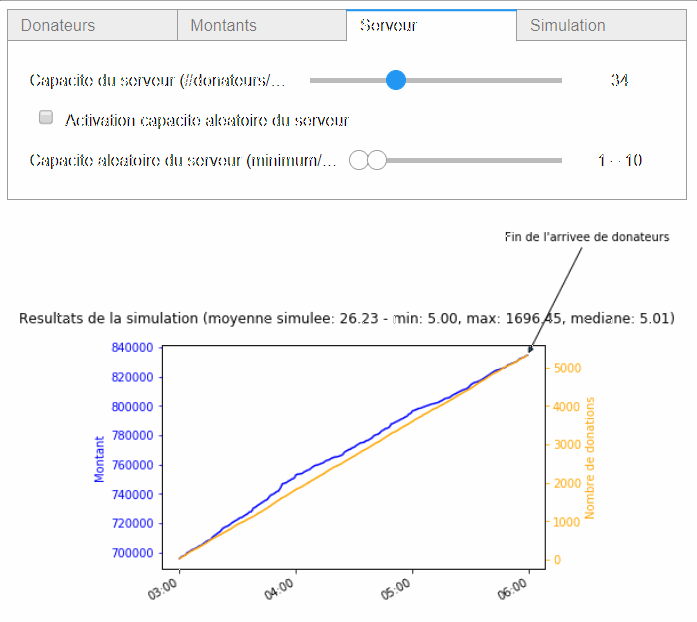 Donateurs Montants Serveur Simulation
Capacite du serveur (#donateurs/... 34
Activation capacite aleatoire du serveur
Capacite aleatoire du serveur (minimum/... 1 - 10
Fin de l'arrivee de donateurs
Resultats de la simulation (moyenne simulee: 26.23 - min: 5.00, max: 1696.45, mediane: 5.01)
840000
820000
800000
780000
760000
740000
720000
700000
Montant
5000
4000
3000
2000
1000
0
Nombre de donations
03:00 04:00 05:00 06:00